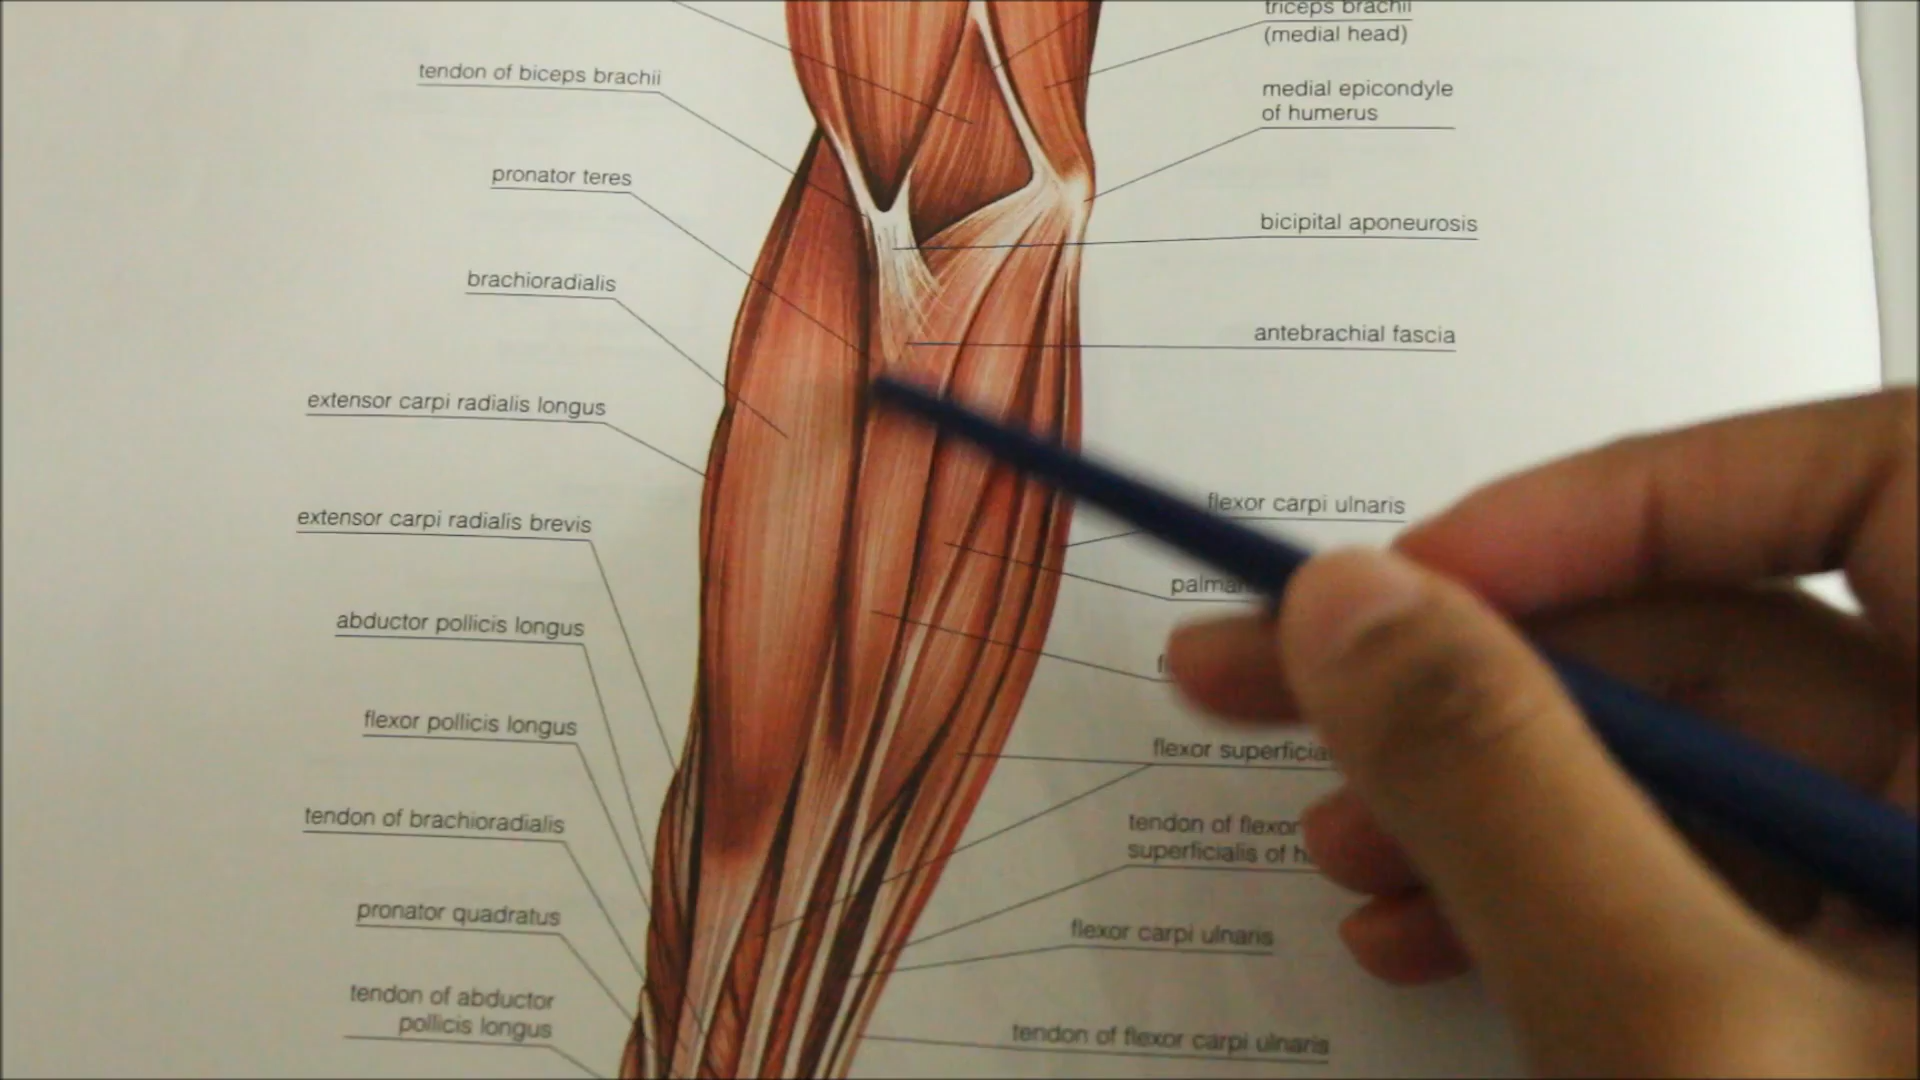 triceps brachii
(medial head)
tendon of biceps brachii
medial epicondyle
of humerus
pronator teres
bicipital aponeurosis
brachioradialis
antebrachial fascia
extensor carpi radialis longus
flexor carpi ulnaris
extensor carpi radialis brevis
abductor pollicis longus
flexor pollicis longus
flexor
tendon of brachioradialis
tendon of flexor
superficialis of
pronator quadratus
flexor carpi ulnaris
tendon of abductor
pollicis longus
tendon of flexor carpi ulnaris